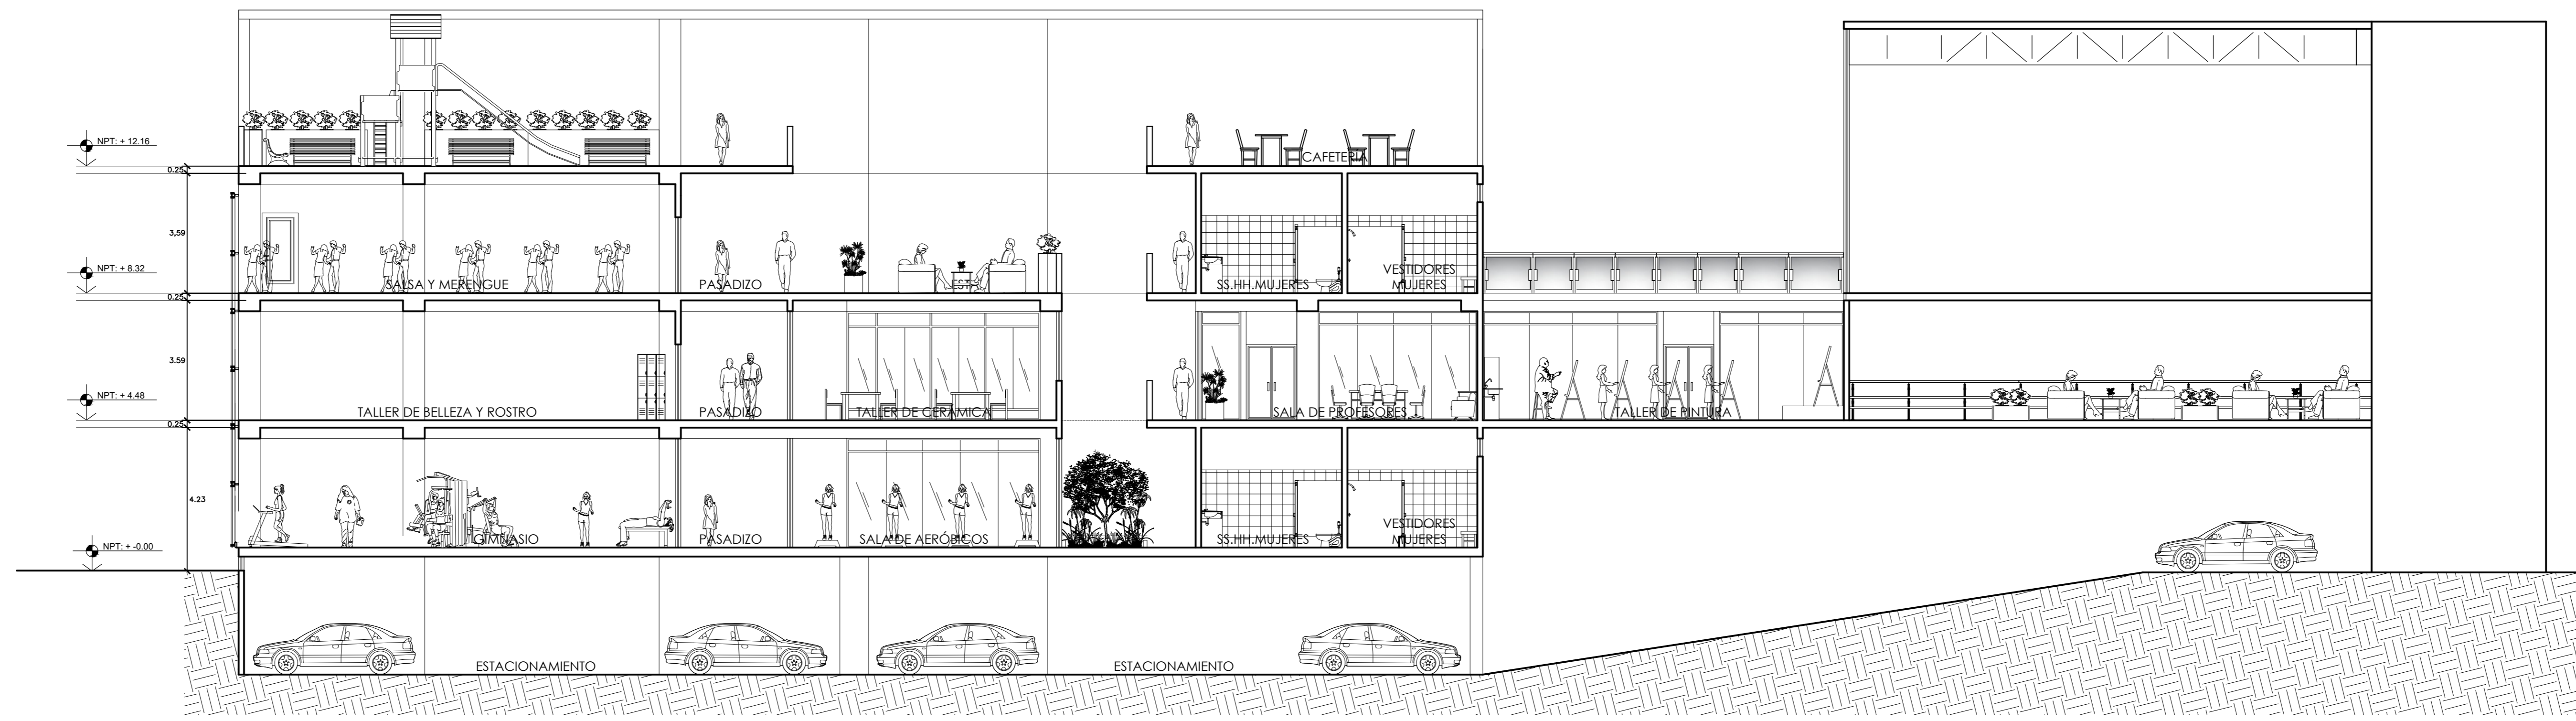 NPT: + 12.16
CAFETERIA
0.25
3,59
NPT: + 8.32
SALSA Y MERENGUE
PASADIZO
SS.HH.MUJERES
VESTIDORES
MUJERES
0.25
3.59
NPT: + 4.48
TALLER DE BELLEZA Y ROSTRO
PASADIZO
TALLER DE CERAMICA
SALA DE PROFESORES
TALLER DE PINTURA
0.25
4.23
NPT: + -0.00
GIMNASIO
PASADIZO
SALA DE AERÓBICOS
SS.HH.MUJERES
VESTIDORES
MUJERES
ESTACIONAMIENTO
ESTACIONAMIENTO